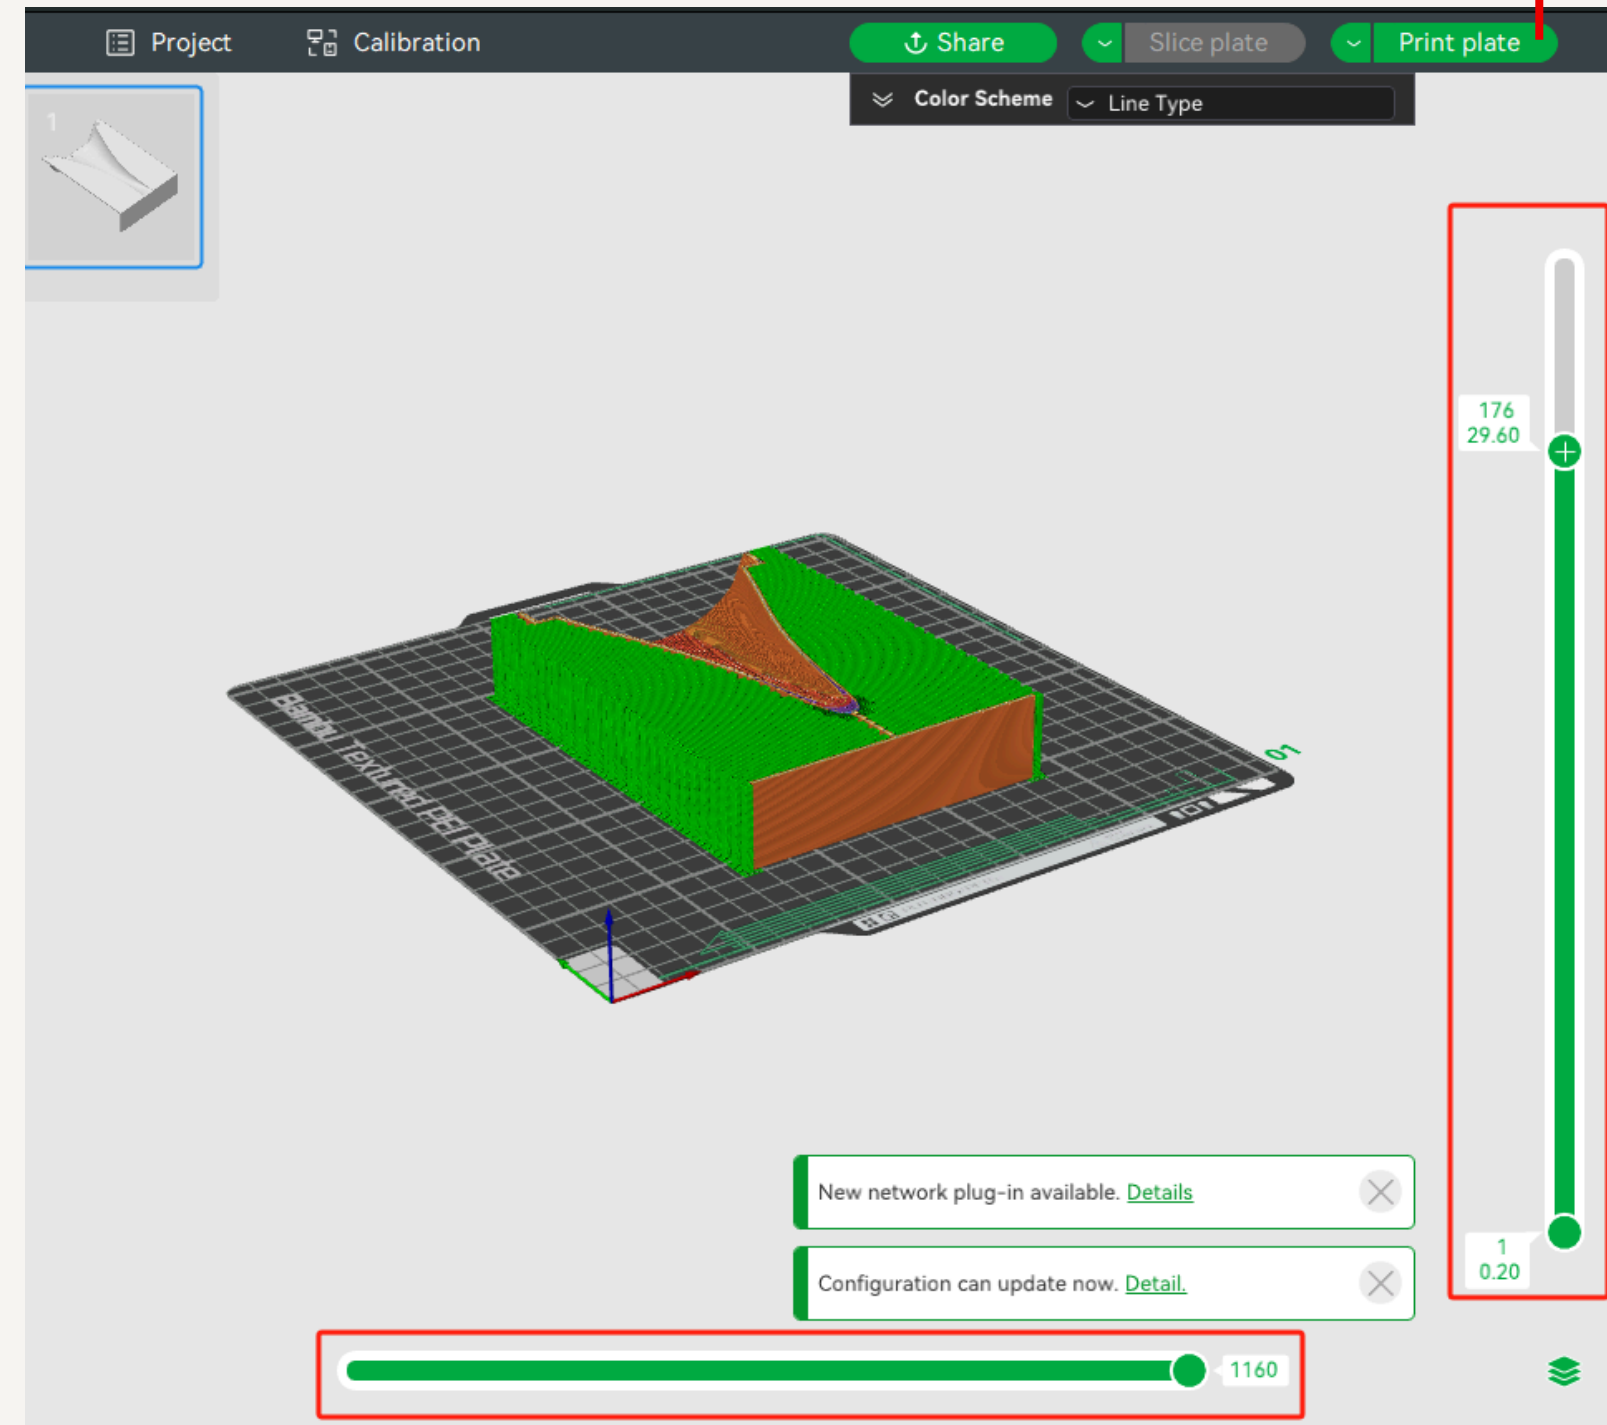 Project
Calibration
Share
Slice plate
Print plate
Color Scheme
Line Type
1
176
29.60
Bambu Textured PEI Plate
01
New network plug-in available. Details
1
0.20
Configuration can update now. Detail.
1160